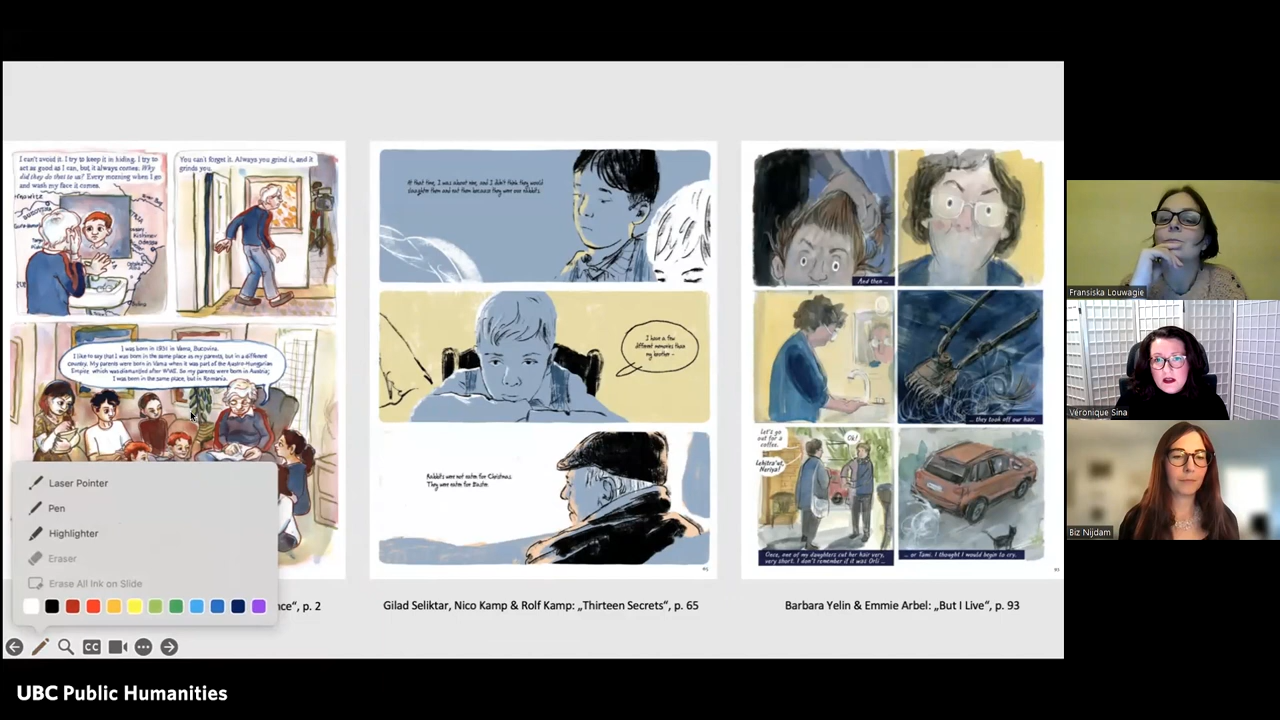 I can't avoid it. I try to keep it in hiding. I try to
act as good as I can, but it always comes. Why
did they do that to us? Every morning when I go
and wash my face it comes.
You can't forget it. Always you grind it, and it
grinds you.
BUCOVINA
Odessa
I was born in 1931 in Vama, Bucovina.
I like to say that I was born in the same place as my parents, but in a different
country. My parents were born in Vama when it was part of the Austro-Hungarian
Empire, which was dismantled after WWI. So my parents were born in Austria;
I was born in the same place, but in Romania.
Laser Pointer
Pen
Highlighter
Eraser
Erase All Ink on Slide
nce“, p. 2
CC
At that time, I was about nine, and I didn't think they would
slaughter them and eat them because they were our rabbits.
I have a few
different memories than
my brother –
Rabbits were not eaten for Christmas.
They were eaten for Easter.
65
Gilad Seliktar, Nico Kamp & Rolf Kamp: „Thirteen Secrets“, p. 65
And then ...
... they took off our hair.
Let's go
out for a
coffee.
Ok!
Lehitra'ot,
Neriya!
Once, one of my daughters cut her hair very,
very short. I don't remember if it was Orli ...
... or Tami. I thought I would begin to cry.
93
Barbara Yelin & Emmie Arbel: „But I Live“, p. 93
Fransiska Louwagie
Véronique Sina
Biz Nijdam
UBC Public Humanities